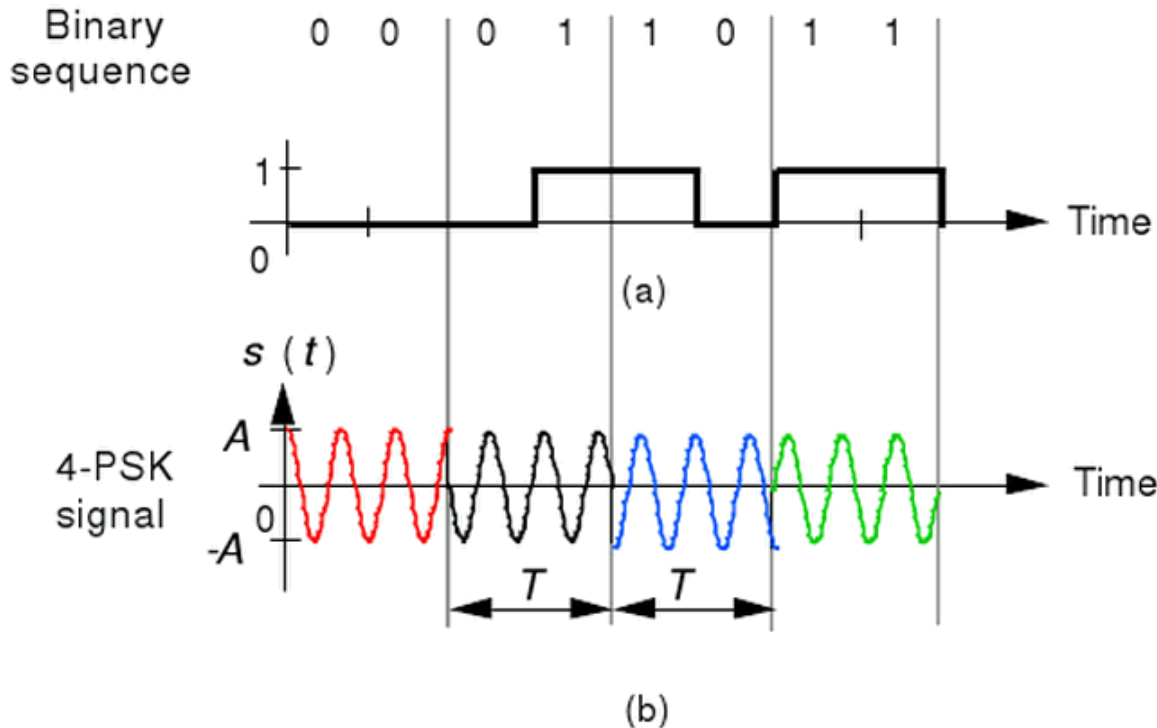 Binary
sequence
0 0 0 1 1 0 1 1
1
0
Time
(a)
s (t)
A
4-PSK
signal
0
-A
Time
T T
(b)